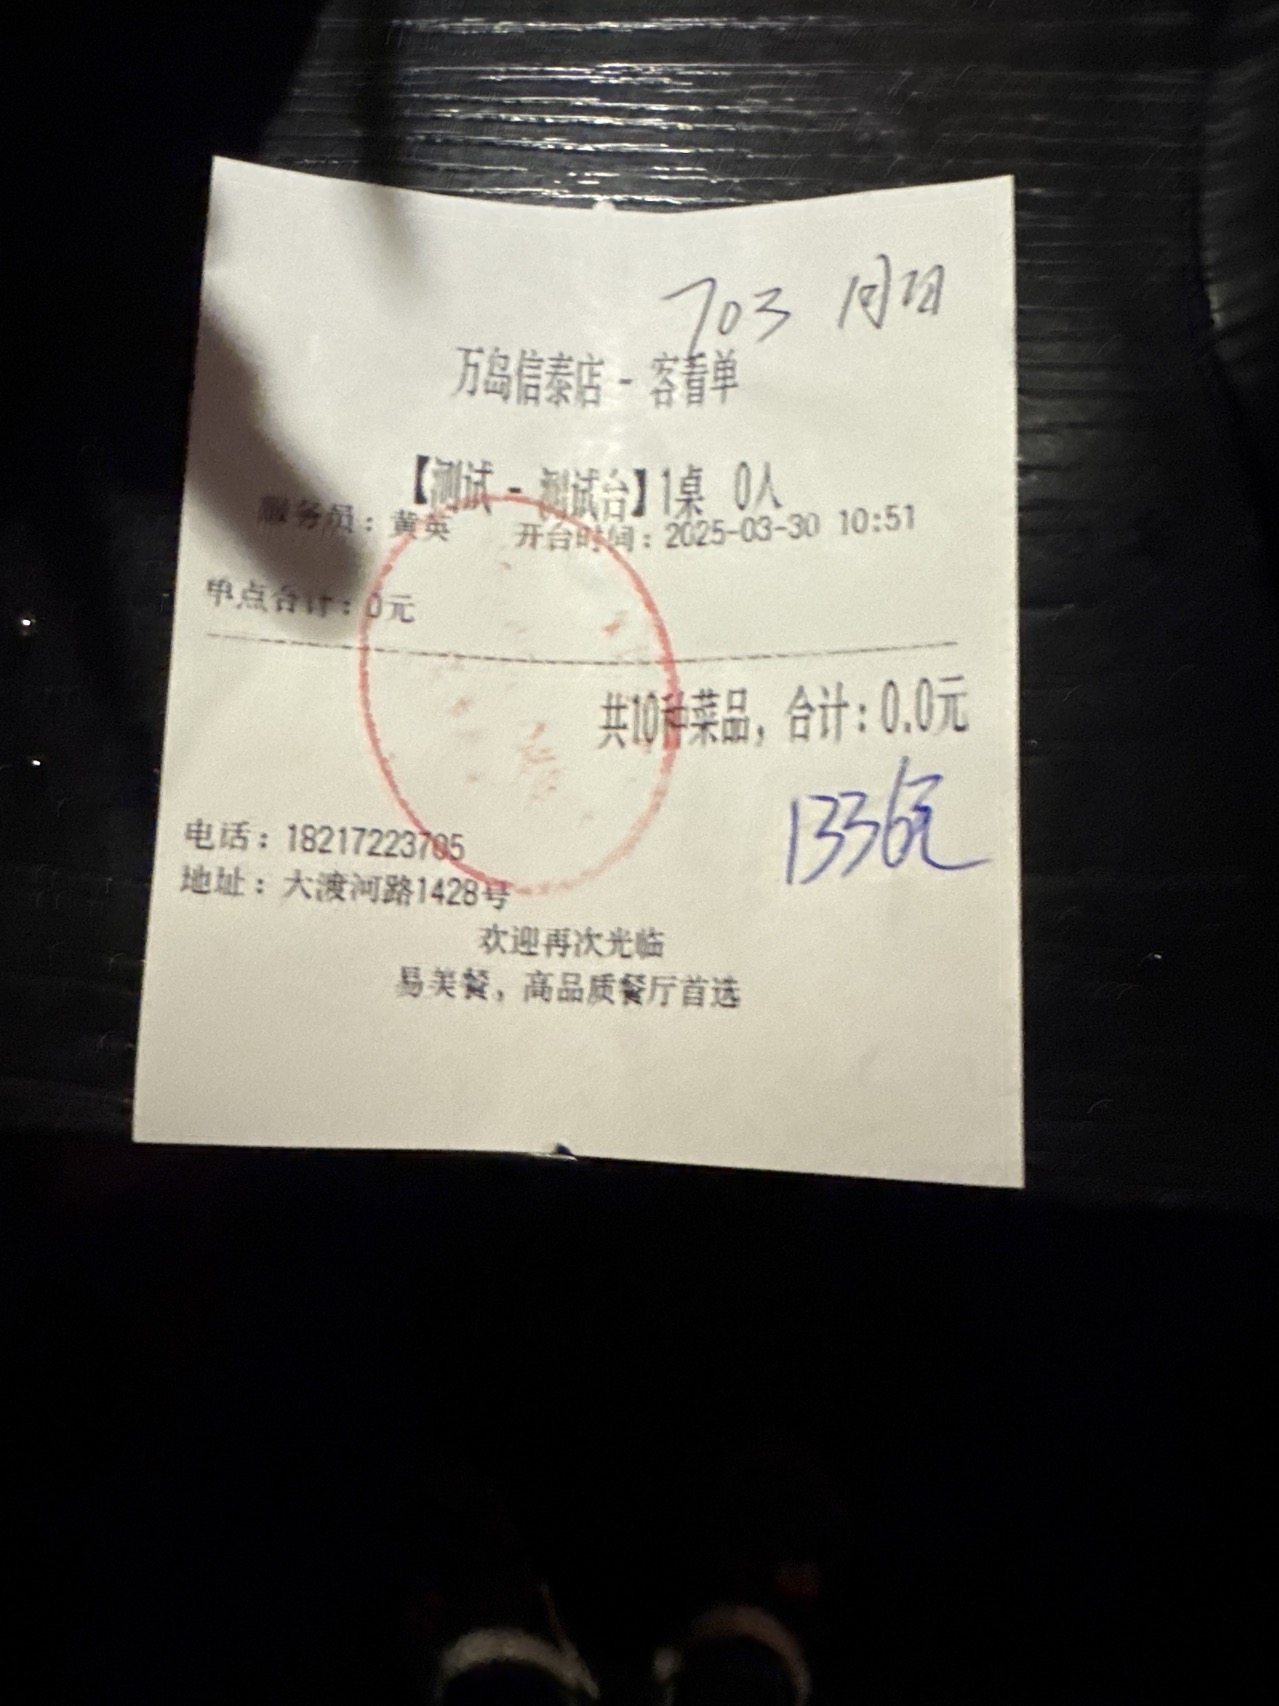 703
万岛信泰店 - 客看单
【测试 - 测试台】1桌 0人
服务员：黄英 开台时间：2025-03-30 10:51
单点合计：0元
共10种菜品，合计：0.0元
1336元
电话：18217223705
地址：大渡河路1428号
欢迎再次光临
易美餐，高品质餐厅首选